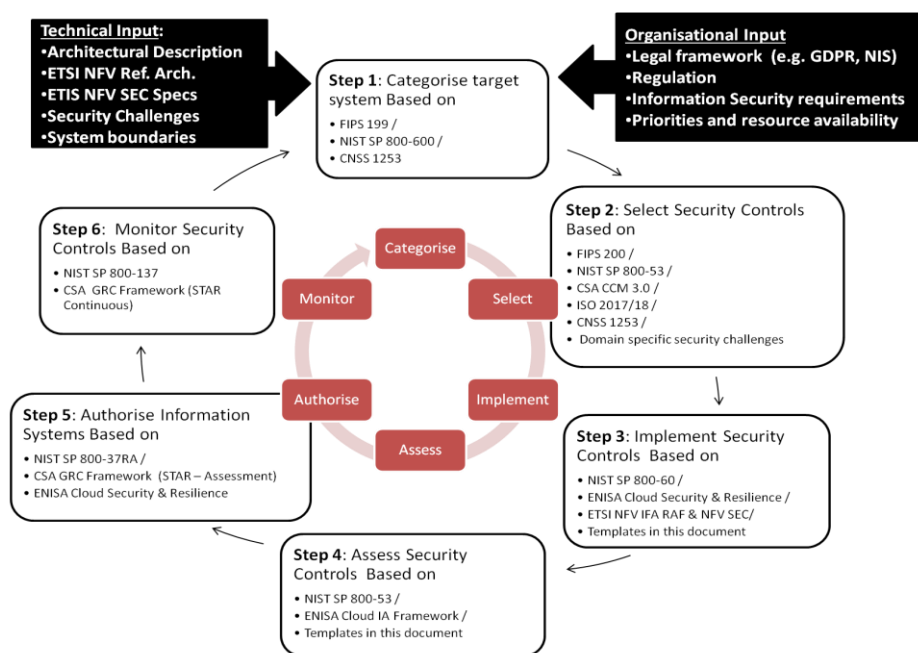 Technical Input:
•Architectural Description
•ETSI NFV Ref. Arch.
•ETIS NFV SEC Specs
•Security Challenges
•System boundaries
Organisational Input
•Legal framework (e.g. GDPR, NIS)
•Regulation
•Information Security requirements
•Priorities and resource availability
Step 1: Categorise target
system Based on
• FIPS 199 /
• NIST SP 800-600 /
• CNSS 1253
Step 2: Select Security Controls
Based on
• FIPS 200 /
• NIST SP 800-53 /
• CSA CCM 3.0 /
• ISO 2017/18 /
• CNSS 1253 /
• Domain specific security challenges
Step 3: Implement Security
Controls Based on
• NIST SP 800-60 /
• ENISA Cloud Security & Resilience /
• ETSI NFV IFA RAF & NFV SEC/
• Templates in this document
Step 4: Assess Security
Controls Based on
• NIST SP 800-53 /
• ENISA Cloud IA Framework /
• Templates in this document
Step 5: Authorise Information
Systems Based on
• NIST SP 800-37RA /
• CSA GRC Framework (STAR – Assessment)
• ENISA Cloud Security & Resilience
Step 6: Monitor Security
Controls Based on
• NIST SP 800-137
• CSA GRC Framework (STAR
Continuous)
Categorise
Select
Implement
Assess
Authorise
Monitor